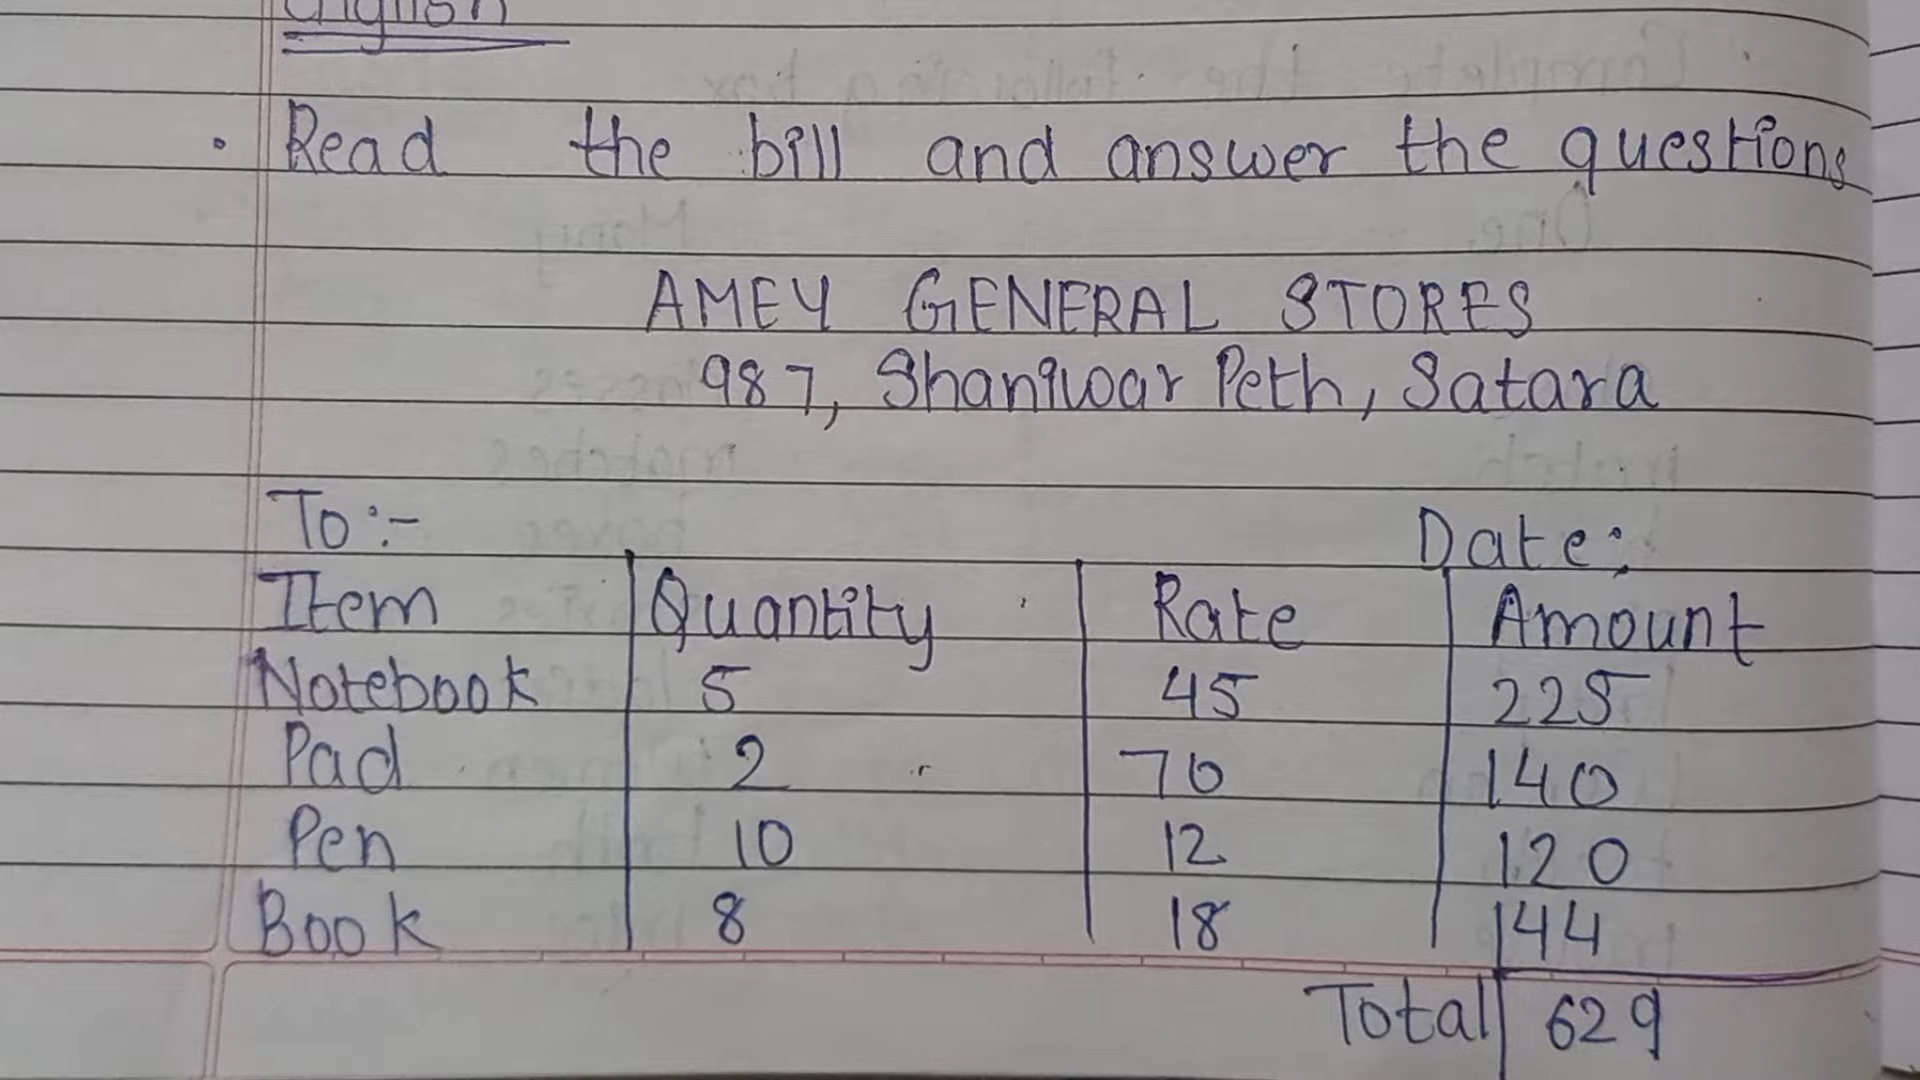 English
• Read the bill and answer the questions
AMEY GENERAL STORES
987, Shaniwar Peth, Satara
To:- Date:
Item Quantity Rate Amount
Notebook 5 45 225
Pad 2 70 140
Pen 10 12 120
Book 8 18 144
Total 629